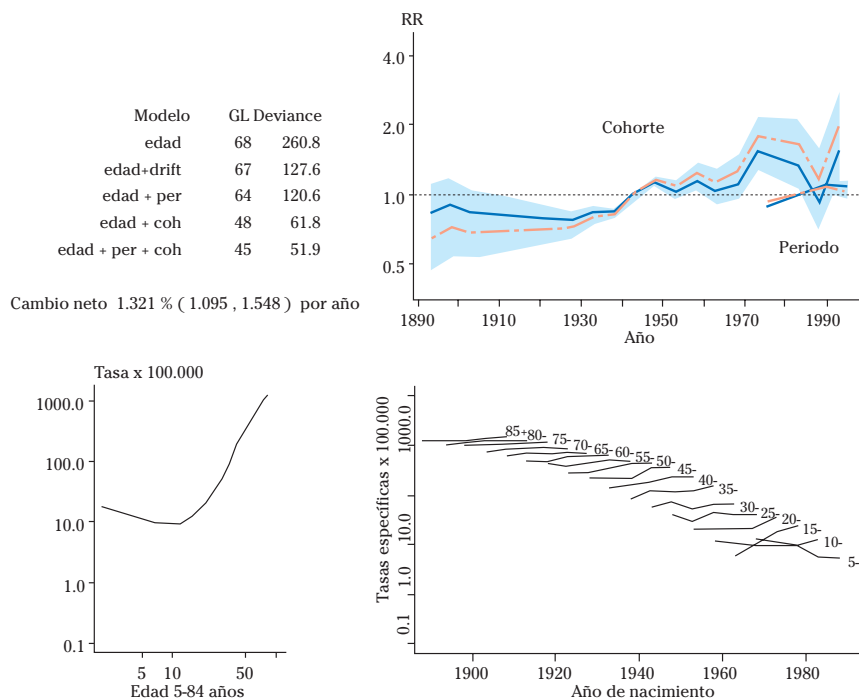 Modelo GL Deviance
edad 68 260.8
edad+drift 67 127.6
edad + per 64 120.6
edad + coh 48 61.8
edad + per + coh 45 51.9
Cambio neto 1.321 % ( 1.095 , 1.548 ) por año
RR
4.0
2.0
1.0
0.5
Cohorte
Periodo
1890 1910 1930 1950 1970 1990
Año
Tasa x 100.000
1000.0
100.0
10.0
1.0
0.1
5 10 50
Edad 5-84 años
Tasas específicas x 100.000
1000.0
10.0
1.0
0.1
85+
80-
75-
70-
65-
60-
55-
50-
45-
40-
35-
30-
25-
20-
15-
10-
5-
1900 1920 1940 1960 1980
Año de nacimiento